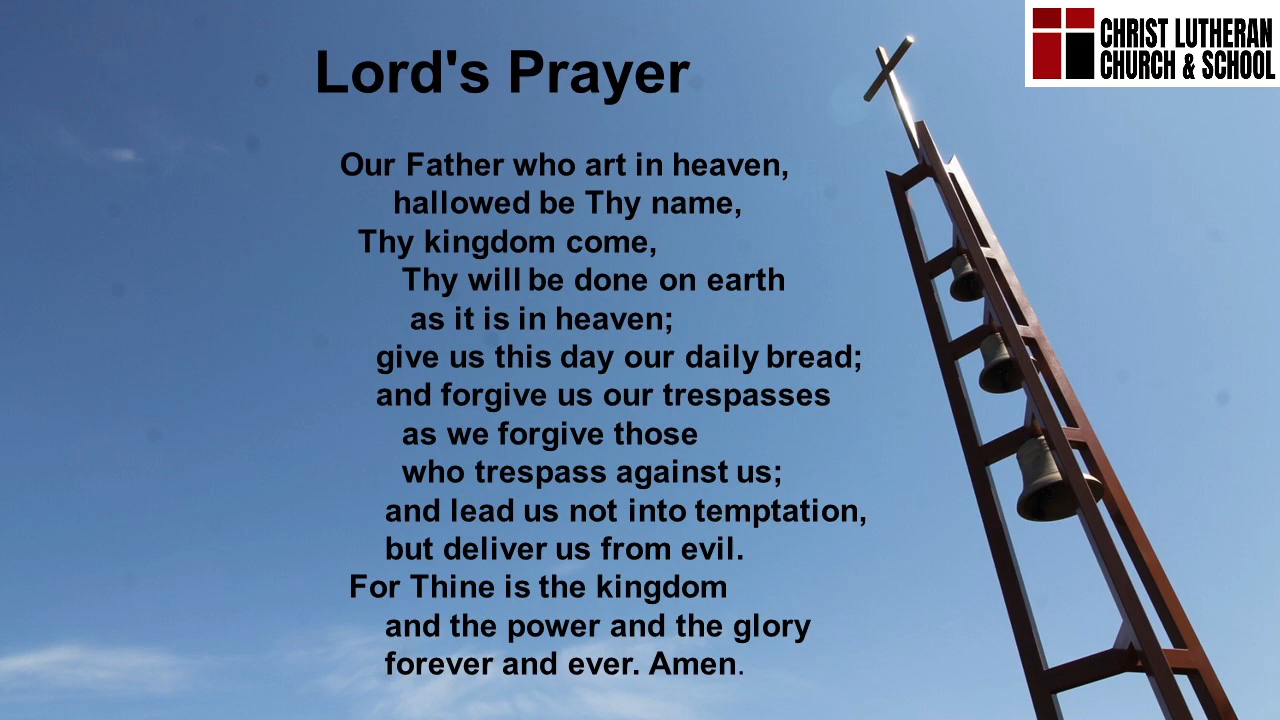 CHRIST LUTHERAN
CHURCH & SCHOOL
Lord's Prayer
Our Father who art in heaven,
hallowed be Thy name,
Thy kingdom come,
Thy will be done on earth
as it is in heaven;
give us this day our daily bread;
and forgive us our trespasses
as we forgive those
who trespass against us;
and lead us not into temptation,
but deliver us from evil.
For Thine is the kingdom
and the power and the glory
forever and ever. Amen.